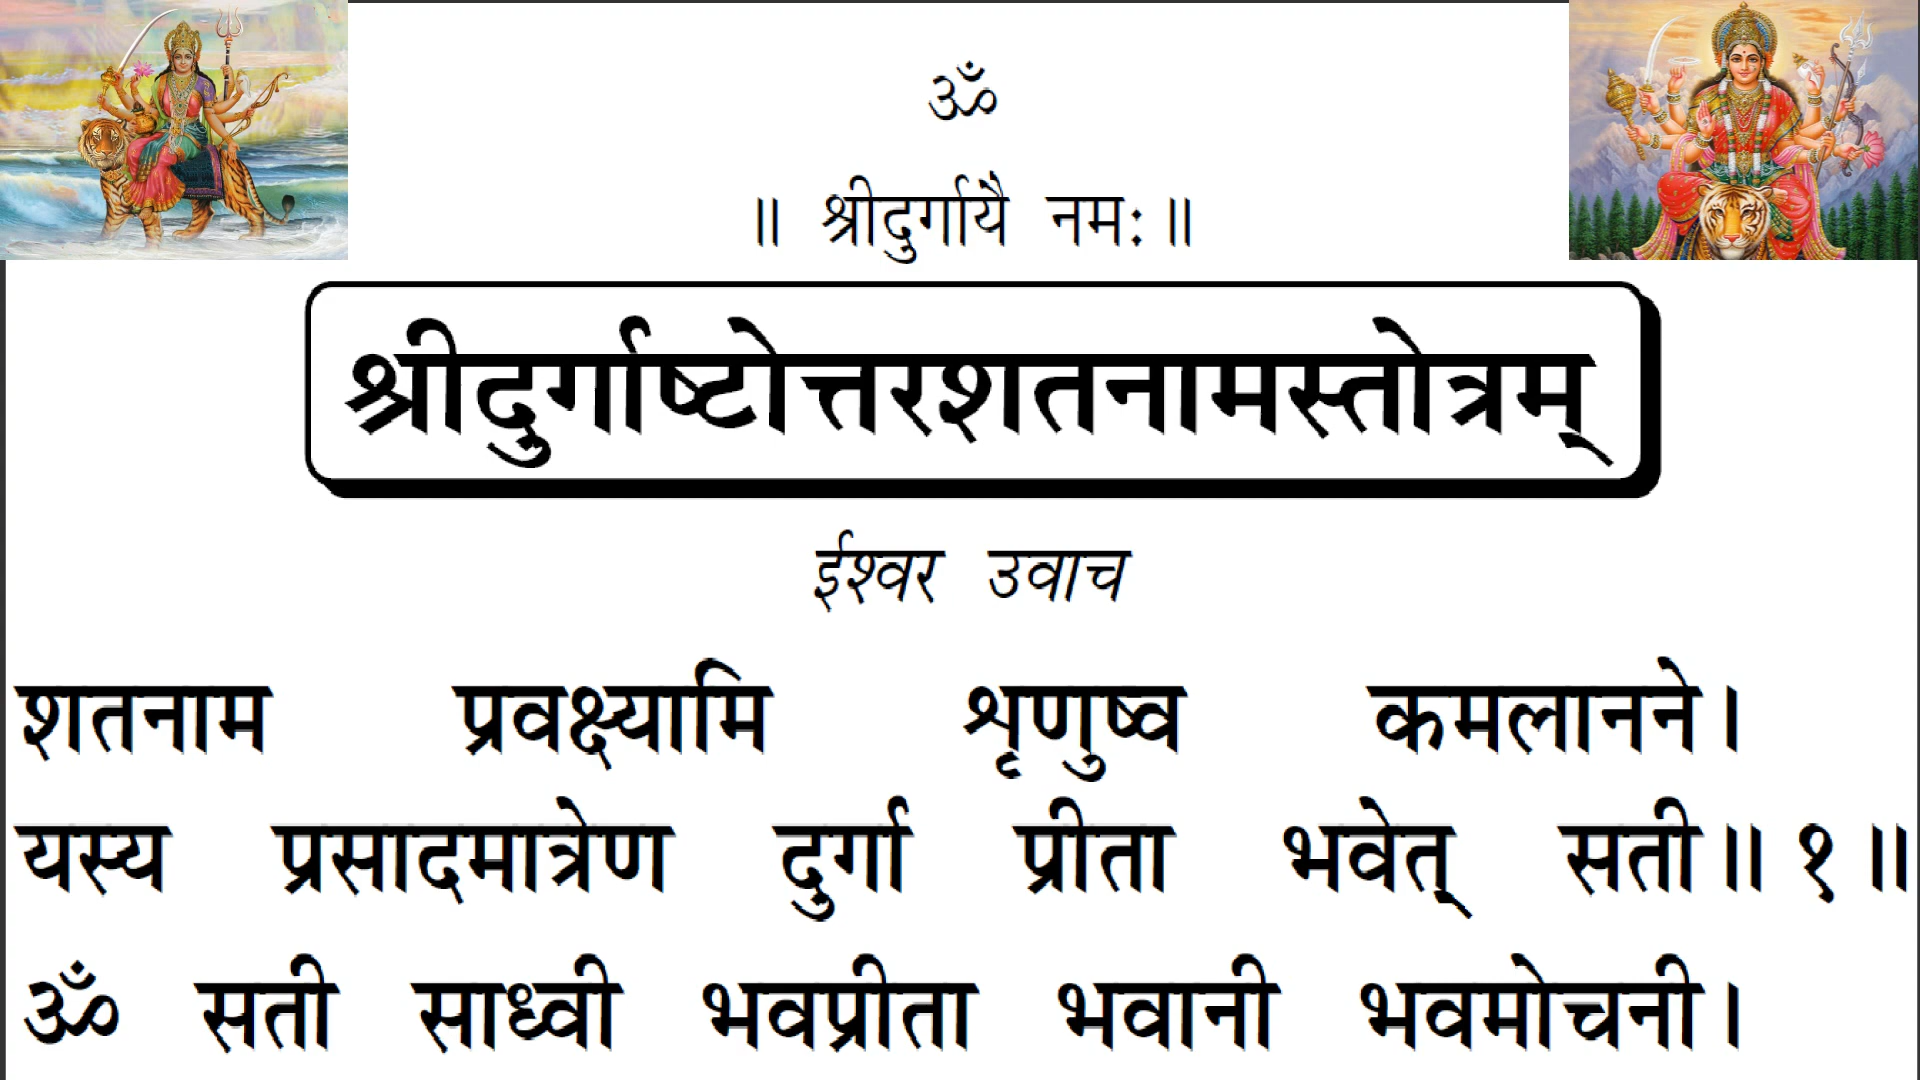 ॐ
॥ श्रीदुर्गायै नमः॥
श्रीदुर्गाष्टोत्तरशतनामस्तोत्रम्
ईश्वर उवाच
शतनाम प्रवक्ष्यामि शृणुष्व कमलानने।
यस्य प्रसादमात्रेण दुर्गा प्रीता भवेत् सती॥ १ ॥
ॐ सती साध्वी भवप्रीता भवानी भवमोचनी।